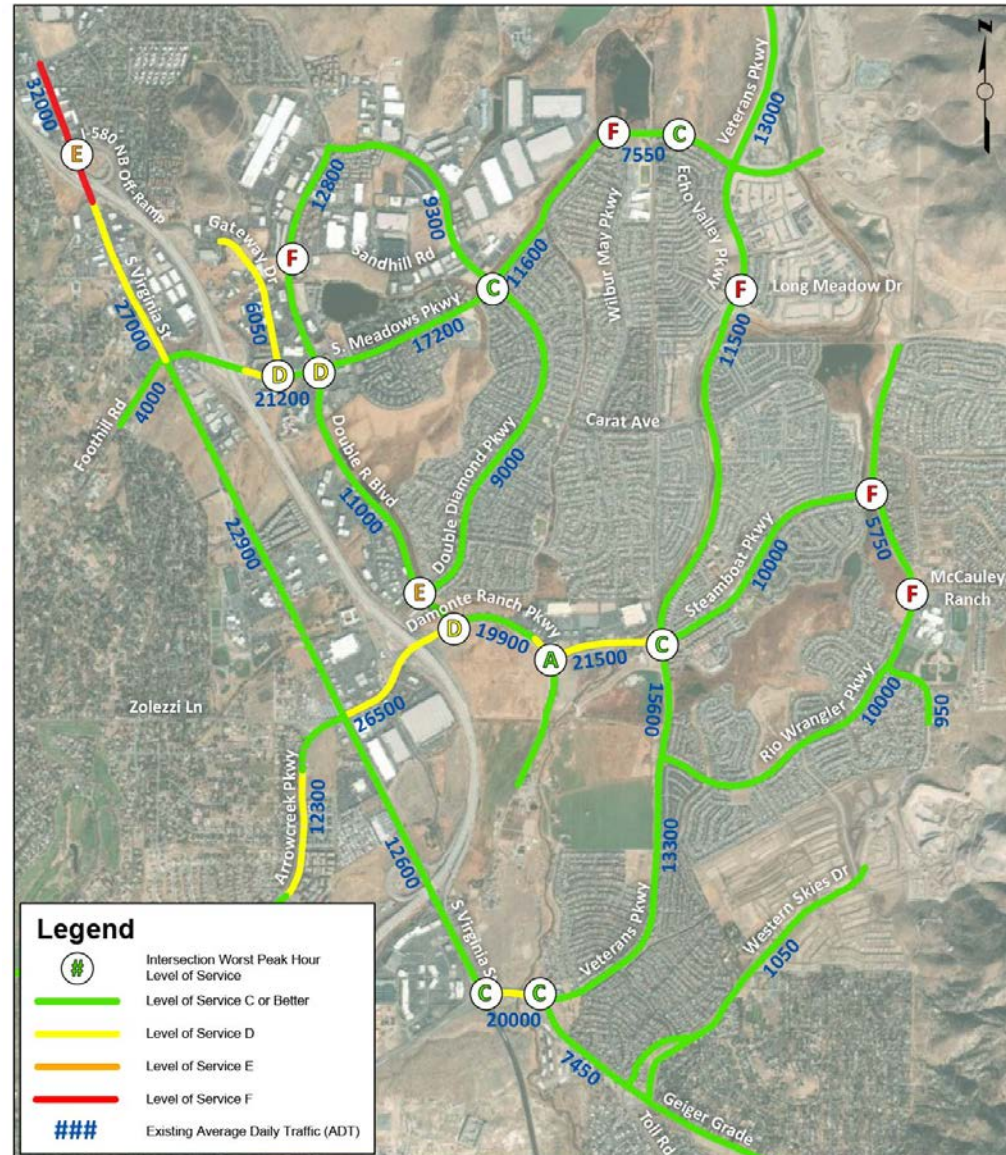 N
Veterans Pkwy
13000
32000
E
I-580 NB Off-Ramp
F
7550
C
Echo Valley Pkwy
12800
9300
Gateway Dr
F
Sandhill Rd
C
11600
Wilbur May Pkwy
F
Long Meadow Dr
S Virginia St
27000
6050
S. Meadows Pkwy
17200
11500
D
D
21200
Foothill Rd
4000
Carat Ave
Double R Blvd
11000
Double Diamond Pkwy
9000
22900
F
5750
Steamboat Pkwy
10000
E
F
McCauley
Ranch
Damonte Ranch Pkwy
D
19900
A
21500
C
15600
Rio Wrangler Pkwy
10000
950
Zolezzi Ln
26500
Arrowcreek Pkwy
12300
12600
13300
Western Skies Dr
1050
S Virginia St
Veterans Pkwy
C
C
20000
7450
Geiger Grade
Toll Rd
Legend
#
Intersection Worst Peak Hour
Level of Service
Level of Service C or Better
Level of Service D
Level of Service E
Level of Service F
###
Existing Average Daily Traffic (ADT)